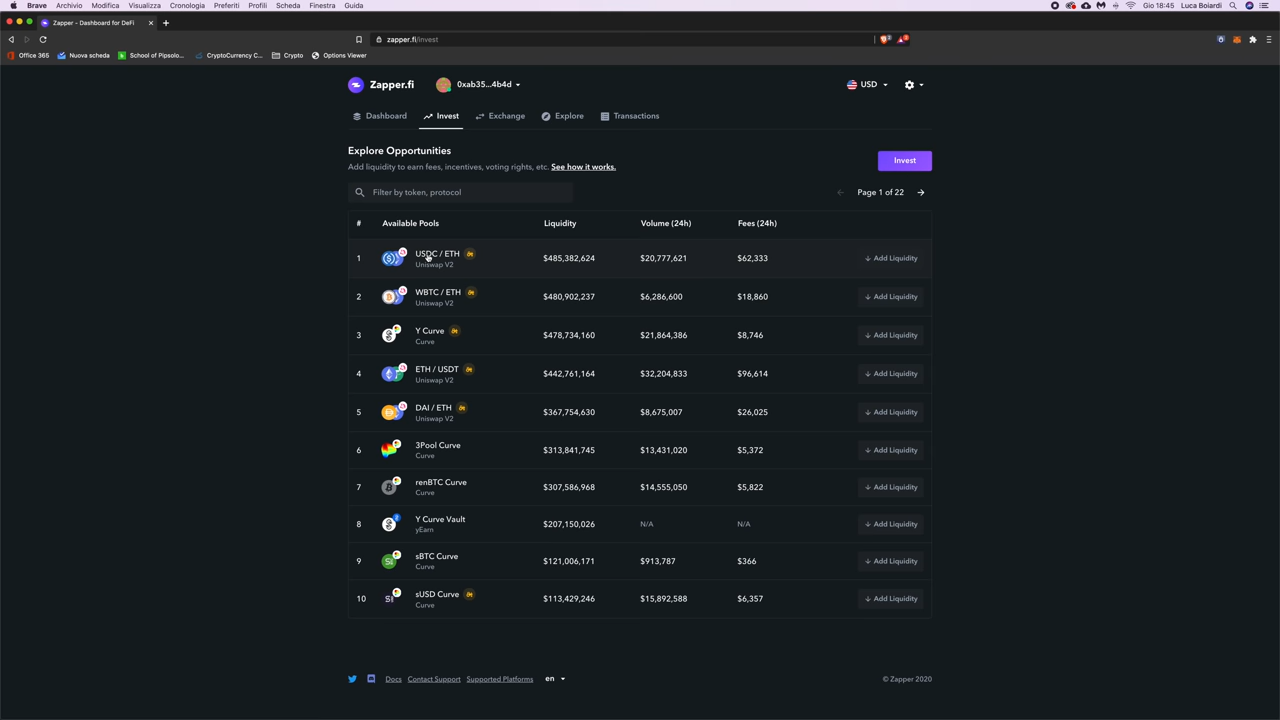 Brave Archivio Modifica Visualizza Cronologia Preferiti Profili Scheda Finestra Guida Gio 18:45 Luca Boiardi
Zapper - Dashboard for DeFi
zapper.fi/invest
Office 365 Nuova scheda School of Pipsolo... CryptoCurrency C... Crypto Options Viewer
Zapper.fi 0xab35...4b4d USD
Dashboard Invest Exchange Explore Transactions
Explore Opportunities
Add liquidity to earn fees, incentives, voting rights, etc. See how it works.
Invest
Filter by token, protocol
Page 1 of 22
# Available Pools Liquidity Volume (24h) Fees (24h)
1 USDC / ETH $485,382,624 $20,777,621 $62,333 Add Liquidity
Uniswap V2
2 WBTC / ETH $480,902,237 $6,286,600 $18,860 Add Liquidity
Uniswap V2
3 Y Curve $478,734,160 $21,864,386 $8,746 Add Liquidity
Curve
4 ETH / USDT $442,761,164 $32,204,833 $96,614 Add Liquidity
Uniswap V2
5 DAI / ETH $367,754,630 $8,675,007 $26,025 Add Liquidity
Uniswap V2
6 3Pool Curve $313,841,745 $13,431,020 $5,372 Add Liquidity
Curve
7 renBTC Curve $307,586,968 $14,555,050 $5,822 Add Liquidity
Curve
8 Y Curve Vault $207,150,026 N/A N/A Add Liquidity
yEarn
9 sBTC Curve $121,006,171 $913,787 $366 Add Liquidity
Curve
10 sUSD Curve $113,429,246 $15,892,588 $6,357 Add Liquidity
Curve
Docs Contact Support Supported Platforms en © Zapper 2020